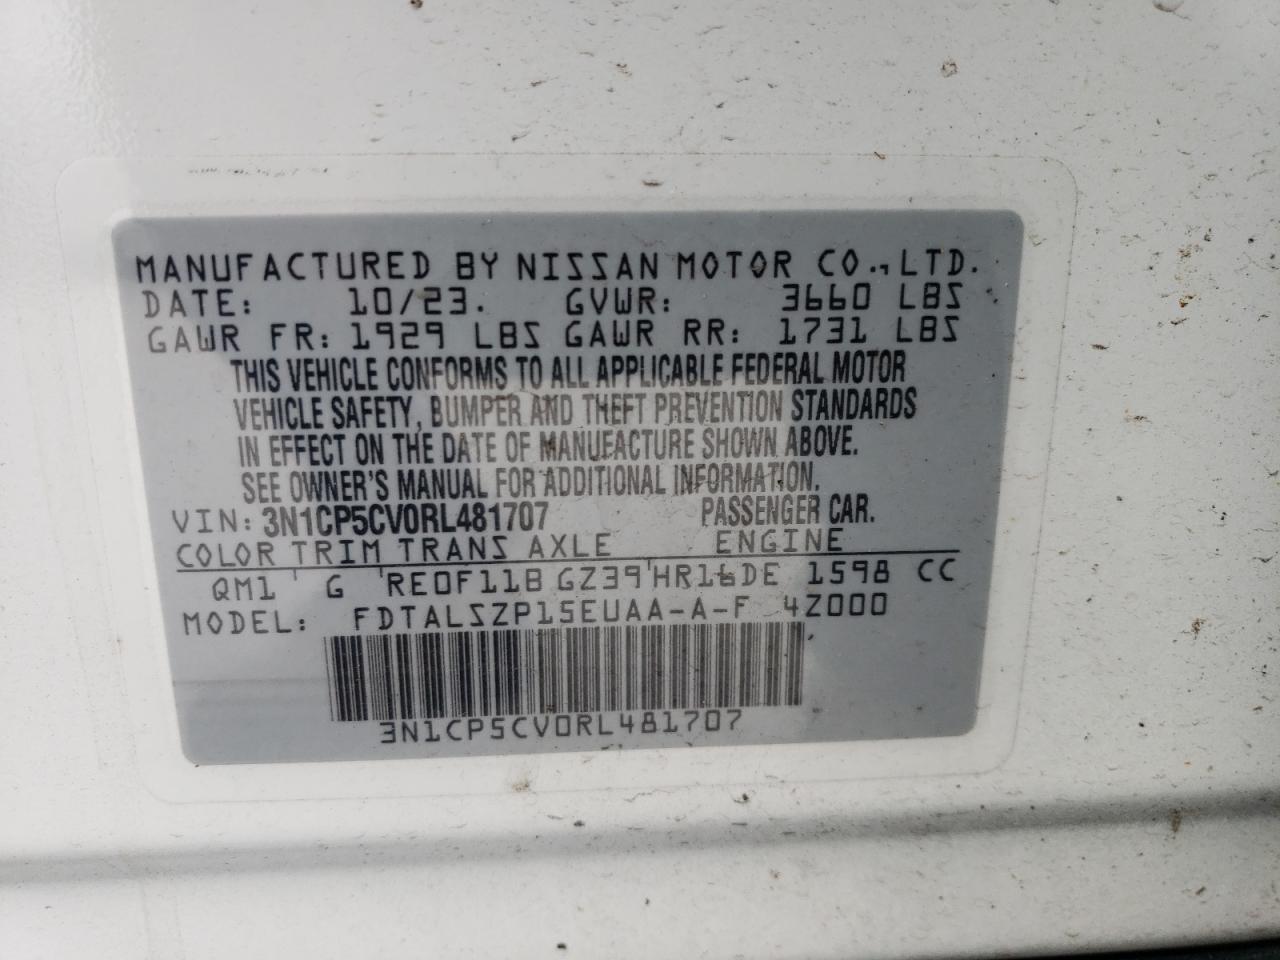 MANUFACTURED BY NISSAN MOTOR CO., LTD.
DATE: 10/23. GVWR: 3660 LBS
GAWR FR: 1929 LBS GAWR RR: 1731 LBS
THIS VEHICLE CONFORMS TO ALL APPLICABLE FEDERAL MOTOR
VEHICLE SAFETY, BUMPER AND THEFT PREVENTION STANDARDS
IN EFFECT ON THE DATE OF MANUFACTURE SHOWN ABOVE.
SEE OWNER'S MANUAL FOR ADDITIONAL INFORMATION.
VIN: 3N1CP5CV0RL481707 PASSENGER CAR.
COLOR TRIM TRANS AXLE ENGINE
QM1 ' G ' RE0F11B GZ39 ' HR16DE 1598 CC
MODEL: FDTALSZP15EUAA-A-F 4Z000
3N1CP5CV0RL481707